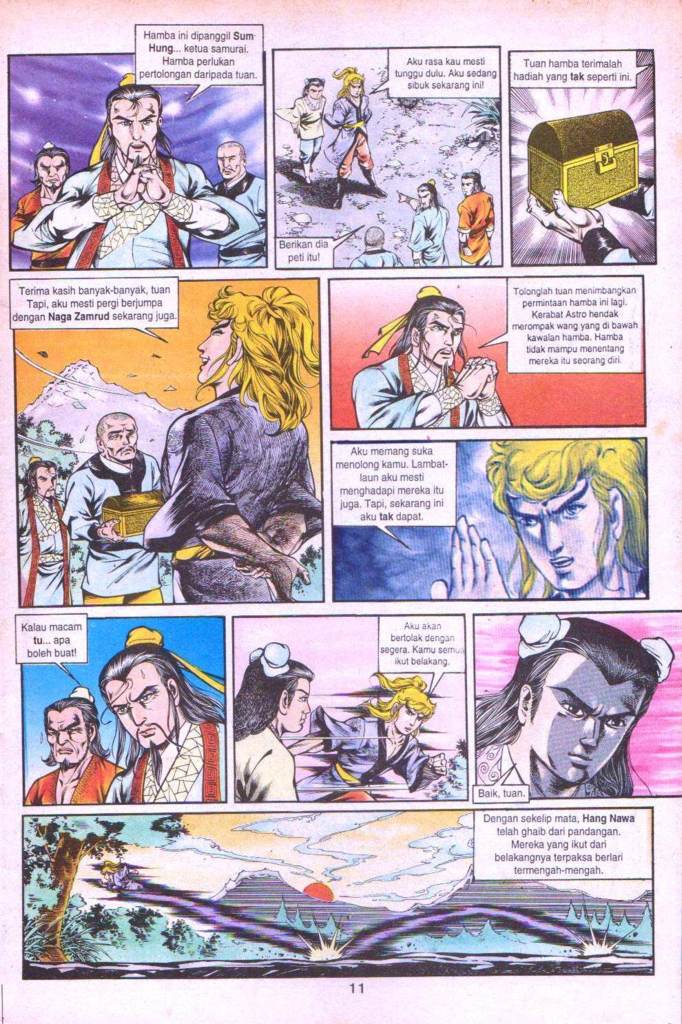 Hamba ini dipanggil Sum
Hung... ketua samurai.
Hamba perlukan
pertolongan daripada tuan.
Aku rasa kau mesti
tunggu dulu. Aku sedang
sibuk sekarang ini!
Berikan dia
peti itu!
Tuan hamba terimalah
hadiah yang tak seperti ini.
Terima kasih banyak-banyak, tuan
Tapi, aku mesti pergi berjumpa
dengan Naga Zamrud sekarang juga.
Tolonglah tuan menimbangkan
permintaan hamba ini lagi.
Kerabat Astro hendak
merompak wang yang di bawah
kawalan hamba. Hamba
tidak mampu menentang
mereka itu seorang diri.
Aku memang suka
menolong kamu. Lambat-
laun aku mesti
menghadapi mereka itu
juga. Tapi, sekarang ini
aku tak dapat.
Kalau macam
tu... apa
boleh buat!
Aku akan
bertolak dengan
segera. Kamu semua
ikut belakang.
Baik, tuan.
Dengan sekelip mata, Hang Nawa
telah ghaib dari pandangan.
Mereka yang ikut dari
belakangnya terpaksa berlari
termengah-mengah.
11